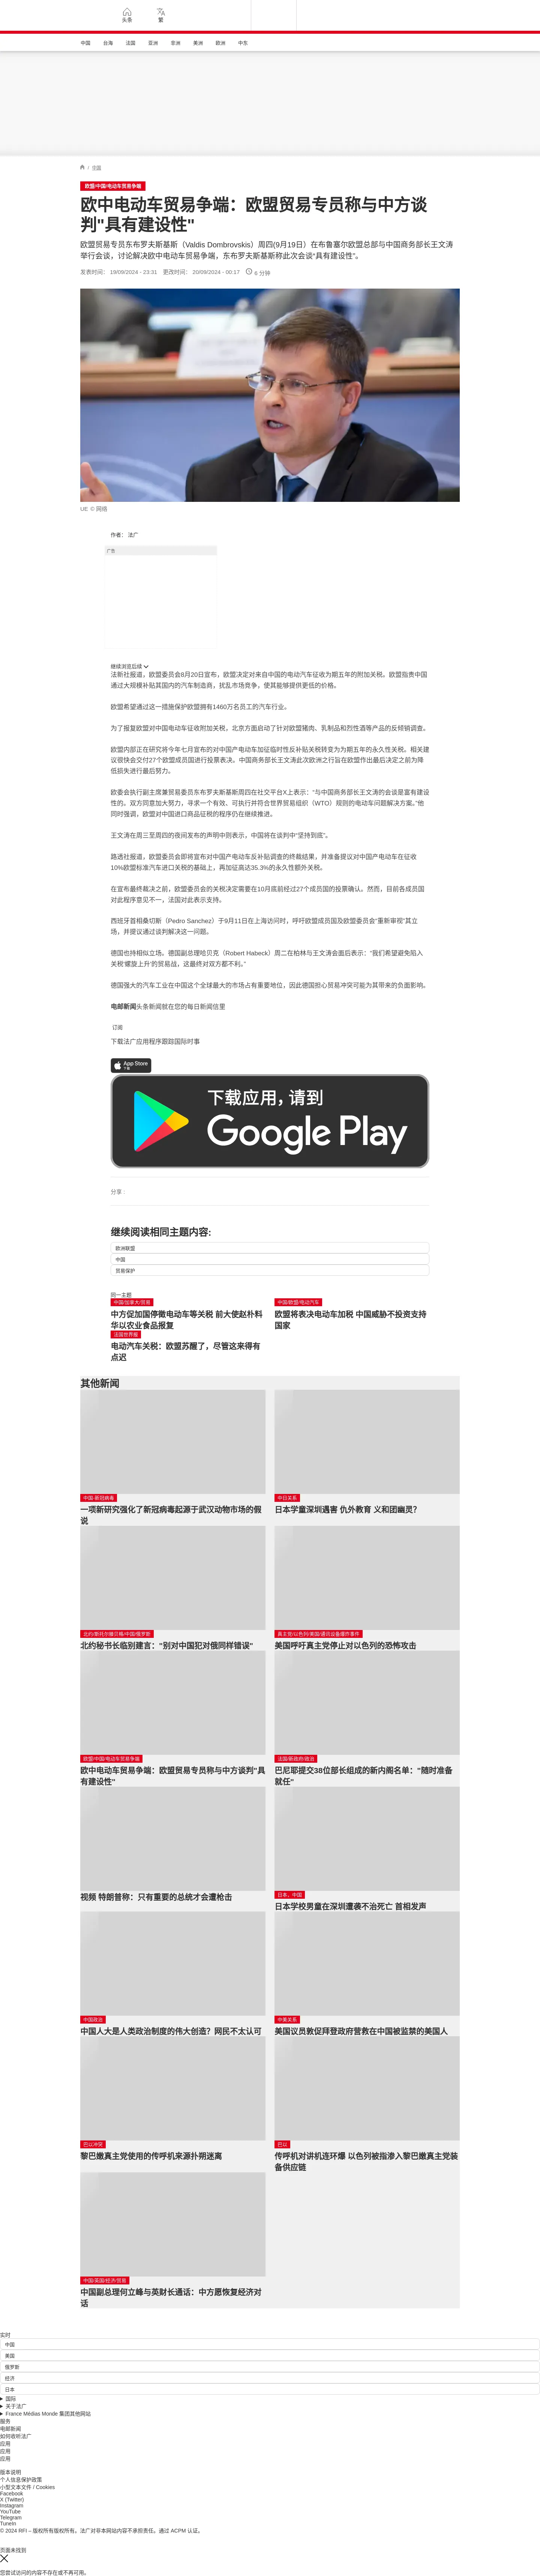 头条
繁
中国
台海
法国
亚洲
非洲
美洲
欧洲
中东
/ 中国
欧盟/中国/电动车贸易争端
欧中电动车贸易争端：欧盟贸易专员称与中方谈
判"具有建设性"
欧盟贸易专员东布罗夫斯基斯（Valdis Dombrovskis）周四(9月19日）在布鲁塞尔欧盟总部与中国商务部长王文涛
举行会谈，讨论解决欧中电动车贸易争端，东布罗夫斯基斯称此次会谈“具有建设性”。
发表时间： 19/09/2024 - 23:31 更改时间： 20/09/2024 - 00:17 6 分钟
UE © 网络
作者： 法广
广告
继续浏览后续
法新社报道，欧盟委员会8月20日宣布，欧盟决定对来自中国的电动汽车征收为期五年的附加关税。欧盟指责中国
通过大规模补贴其国内的汽车制造商，扰乱市场竞争，使其能够提供更低的价格。
欧盟希望通过这一措施保护欧盟拥有1460万名员工的汽车行业。
为了报复欧盟对中国电动车征收附加关税，北京方面启动了针对欧盟猪肉、乳制品和烈性酒等产品的反倾销调查。
欧盟内部正在研究将今年七月宣布的对中国产电动车加征临时性反补贴关税转变为为期五年的永久性关税。相关建
议很快会交付27个欧盟成员国进行投票表决。中国商务部长王文涛此次欧洲之行旨在欧盟作出最后决定之前为降
低损失进行最后努力。
欧委会执行副主席兼贸易委员东布罗夫斯基斯周四在社交平台X上表示：“与中国商务部长王文涛的会谈是富有建设
性的。双方同意加大努力，寻求一个有效、可执行并符合世界贸易组织（WTO）规则的电动车问题解决方案。”他
同时强调，欧盟对中国进口商品征税的程序仍在继续推进。
王文涛在周三至周四的夜间发布的声明中则表示，中国将在谈判中“坚持到底”。
路透社报道，欧盟委员会即将宣布对中国产电动车反补贴调查的终裁结果，并准备提议对中国产电动车在征收
10%欧盟标准汽车进口关税的基础上，再加征高达35.3%的永久性额外关税。
在宣布最终裁决之前，欧盟委员会的关税决定需要在10月底前经过27个成员国的投票确认。然而，目前各成员国
对此程序意见不一，法国对此表示支持。
西班牙首相桑切斯（Pedro Sanchez）于9月11日在上海访问时，呼吁欧盟成员国及欧盟委员会"重新审视"其立
场，并提议通过谈判解决这一问题。
德国也持相似立场。德国副总理哈贝克（Robert Habeck）周二在柏林与王文涛会面后表示：“我们希望避免陷入
关税‘螺旋上升’的贸易战，这最终对双方都不利。”
德国强大的汽车工业在中国这个全球最大的市场占有重要地位，因此德国担心贸易冲突可能为其带来的负面影响。
电邮新闻头条新闻就在您的每日新闻信里
订阅
下载法广应用程序跟踪国际时事
App Store
下载
下载应用，请到
Google Play
分享 :
继续阅读相同主题内容:
欧洲联盟
中国
贸易保护
同一主题
中国/加拿大/贸易
中方促加国停徵电动车等关税 前大使赵朴料
华以农业食品报复
中国/欧盟/电动汽车
欧盟将表决电动车加税 中国威胁不投资支持
国家
法国世界报
电动汽车关税：欧盟苏醒了，尽管这来得有
点迟
其他新闻
中国·新冠病毒
一项新研究强化了新冠病毒起源于武汉动物市场的假
说
中日关系
日本学童深圳遇害 仇外教育 义和团幽灵？
北约/斯托尔滕贝格/中国/俄罗斯
北约秘书长临别建言："别对中国犯对俄同样错误"
真主党/以色列/美国/通讯设备爆炸事件
美国呼吁真主党停止对以色列的恐怖攻击
欧盟/中国/电动车贸易争端
欧中电动车贸易争端：欧盟贸易专员称与中方谈判"具
有建设性"
法国/新政府/政治
巴尼耶提交38位部长组成的新内阁名单："随时准备
就任"
视频 特朗普称：只有重要的总统才会遭枪击
日本，中国
日本学校男童在深圳遭袭不治死亡 首相发声
中国政治
中国人大是人类政治制度的伟大创造？网民不太认可
中美关系
美国议员敦促拜登政府营救在中国被监禁的美国人
巴以冲突
黎巴嫩真主党使用的传呼机来源扑朔迷离
巴以
传呼机对讲机连环爆 以色列被指渗入黎巴嫩真主党装
备供应链
中国/英国/经济/贸易
中国副总理何立峰与英财长通话：中方愿恢复经济对
话
实时
中国
美国
俄罗斯
经济
日本
国际
关于法广
France Médias Monde 集团其他网站
服务
电邮新闻
如何收听法广
应用
应用
应用
版本说明
个人信息保护政策
小型文本文件 / Cookies
Facebook
X (Twitter)
Instagram
YouTube
Telegram
TuneIn
© 2024 RFI – 版权所有版权所有。法广对非本网站内容不承担责任。通过 ACPM 认证。
页面未找到
您尝试访问的内容不存在或不再可用。